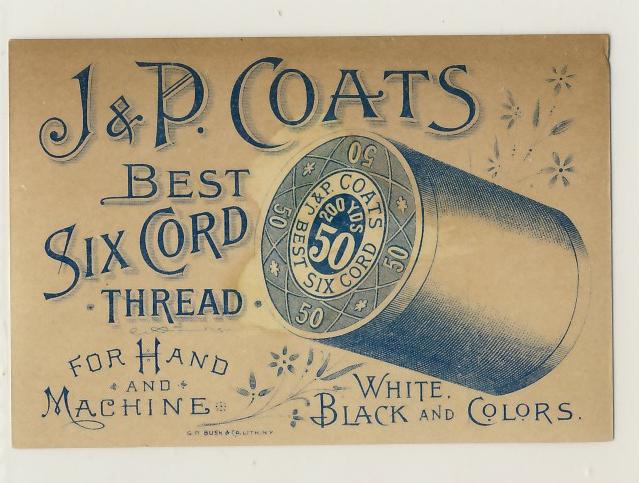 J & P. COATS
BEST
SIX CORD
· THREAD ·
FOR HAND
AND
MACHINE
WHITE.
BLACK AND COLORS.
J. & P. COATS
200 YDS
50
BEST SIX CORD
50
50
50
50
LITH. N.Y.